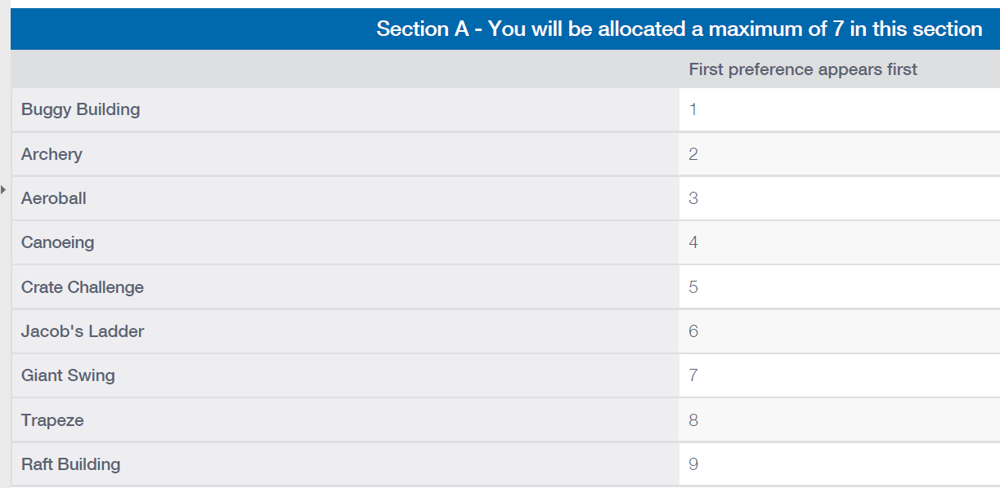 Section A - You will be allocated a maximum of 7 in this section
First preference appears first
Buggy Building 1
Archery 2
Aeroball 3
Canoeing 4
Crate Challenge 5
Jacob's Ladder 6
Giant Swing 7
Trapeze 8
Raft Building 9